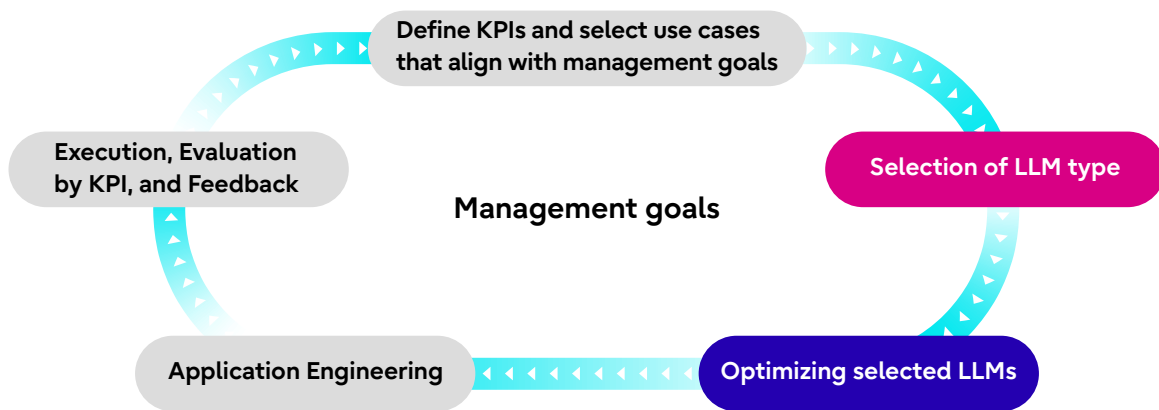 Define KPIs and select use cases
that align with management goals
Execution, Evaluation
by KPI, and Feedback
Selection of LLM type
Management goals
Application Engineering
Optimizing selected LLMs